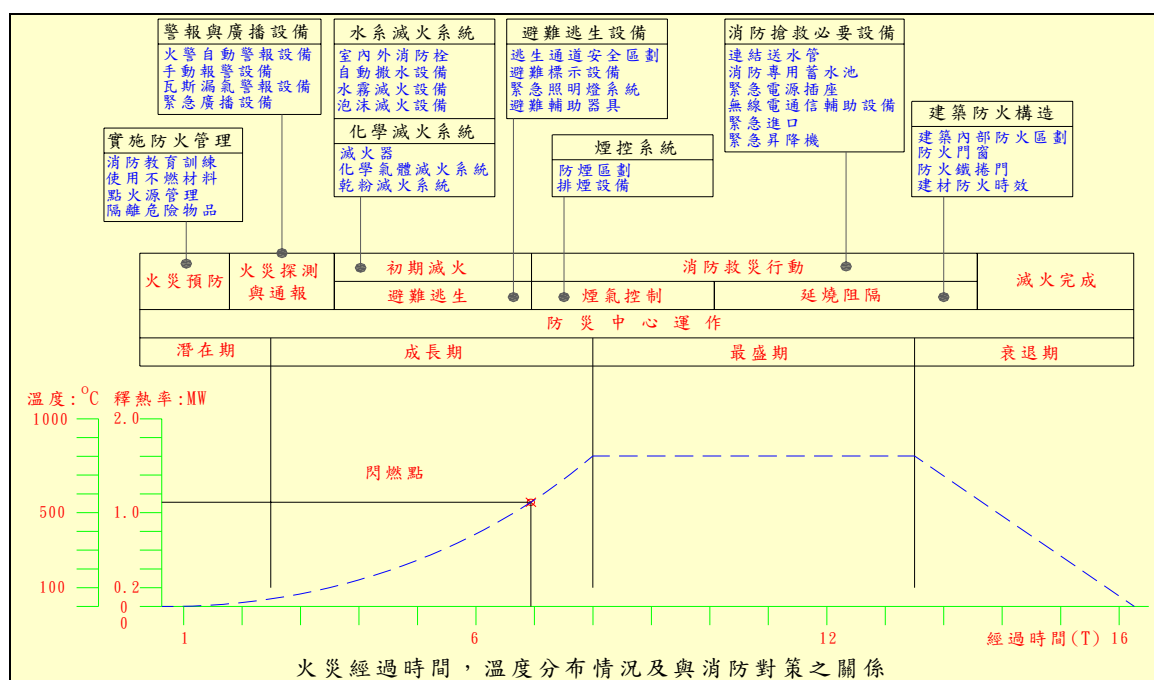 警報與廣播設備
火警自動警報設備
手動報警設備
瓦斯漏氣警報設備
緊急廣播設備
水系滅火系統
室內外消防栓
自動撒水設備
水霧滅火設備
泡沫滅火設備
化學滅火系統
滅火器
化學氣體滅火系統
乾粉滅火系統
避難逃生設備
逃生通道安全區劃
避難標示設備
緊急照明燈系統
避難輔助器具
消防搶救必要設備
連結送水管
消防專用蓄水池
緊急電源插座
無線電通信輔助設備
緊急進口
緊急昇降機
實施防火管理
消防教育訓練
使用不燃材料
點火源管理
隔離危險物品
煙控系統
防煙區劃
排煙設備
建築防火構造
建築內部防火區劃
防火門窗
防火鐵捲門
建材防火時效
火災預防
火災探測
與通報
初期滅火
消防救災行動
滅火完成
避難逃生
煙氣控制
延燒阻隔
防災中心運作
潛在期
成長期
最盛期
衰退期
溫度:°C 釋熱率:MW
1000 2.0
閃燃點
500 1.0
100 0.2
0
0
1 6 12 經過時間(T) 16
火災經過時間，溫度分布情況及與消防對策之關係